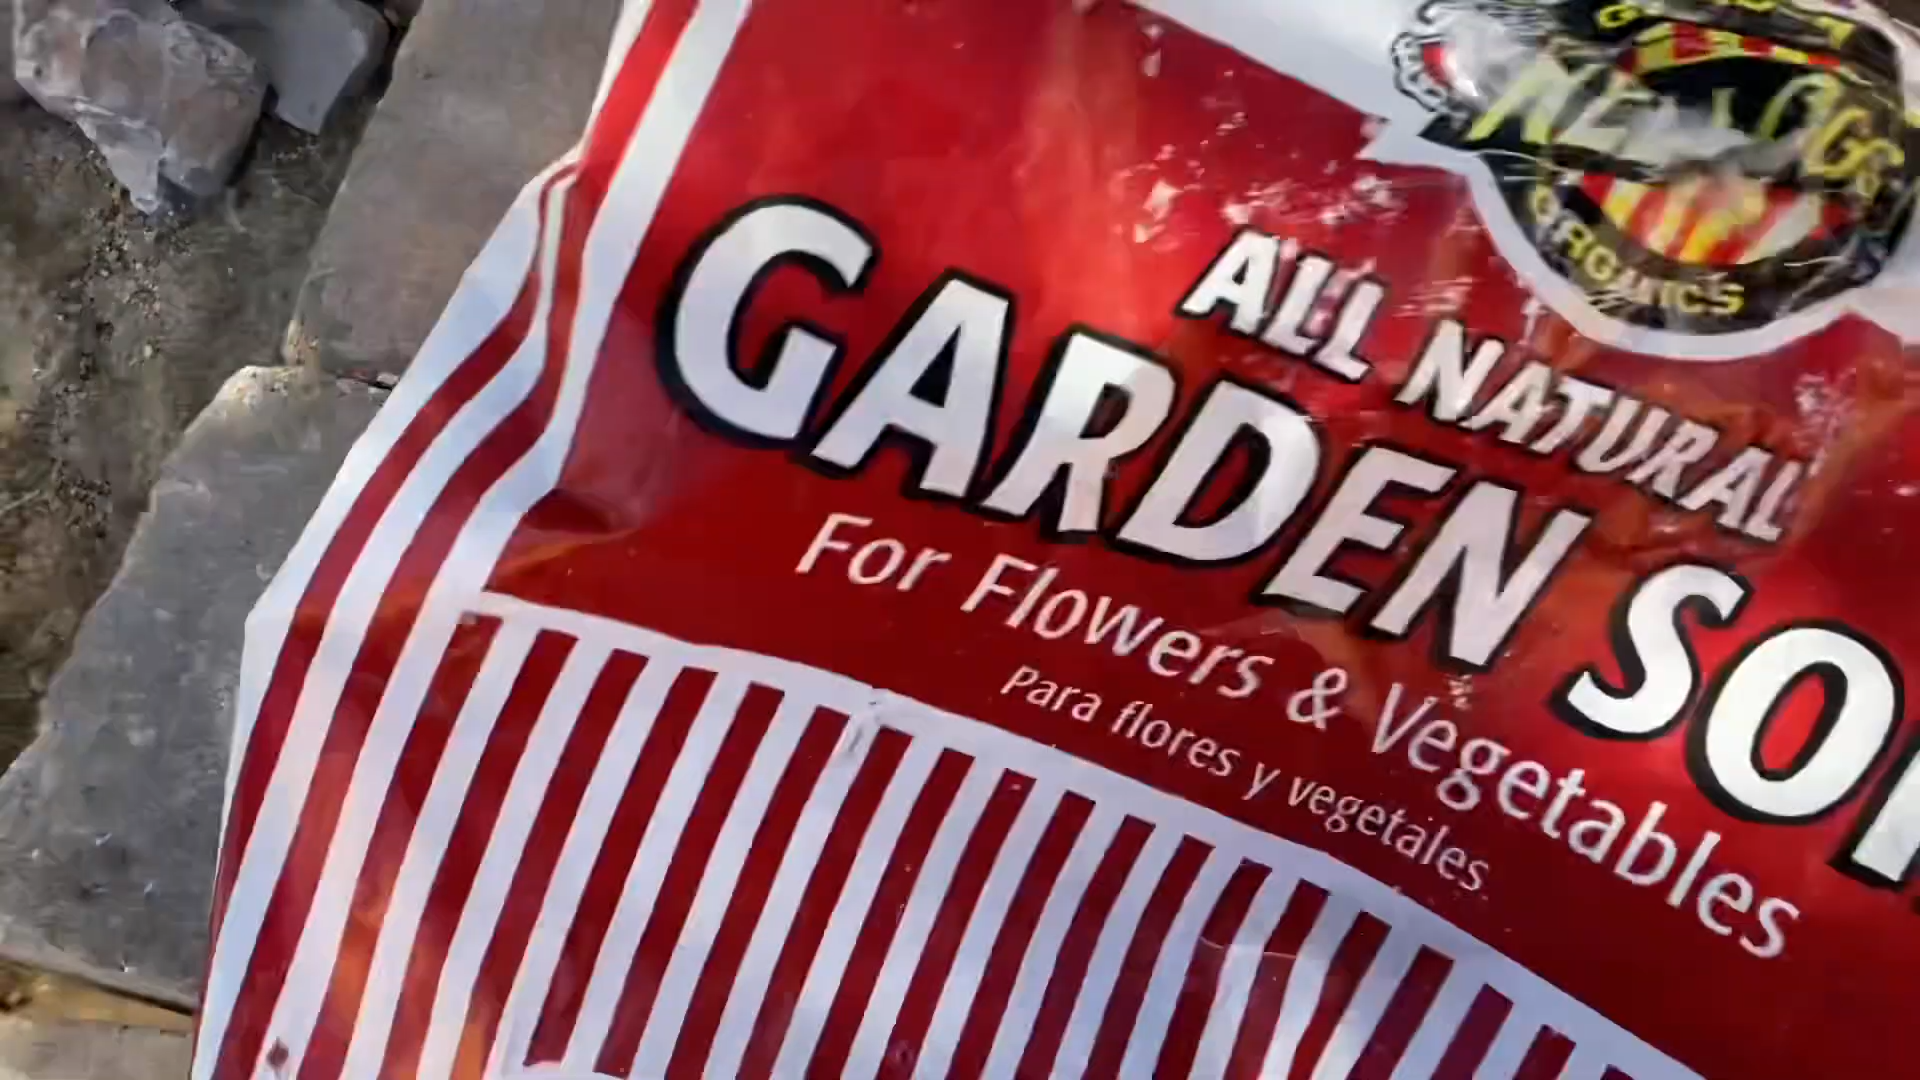 KELLOGG
ORGANICS
ALL NATURAL
GARDEN SOI
For Flowers & Vegetables
Para flores y vegetales